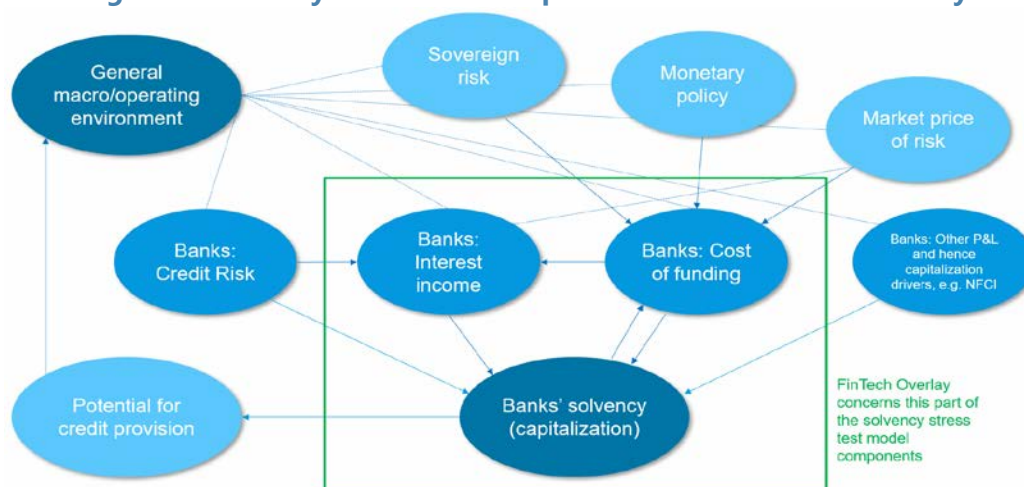 General
macro/operating
environment
Sovereign
risk
Monetary
policy
Market price
of risk
Banks:
Credit Risk
Banks:
Interest
income
Banks: Cost
of funding
Banks: Other P&L
and hence
capitalization
drivers, e.g. NFCI
Potential for
credit provision
Banks' solvency
(capitalization)
FinTech Overlay
concerns this part of
the solvency stress
test model
components